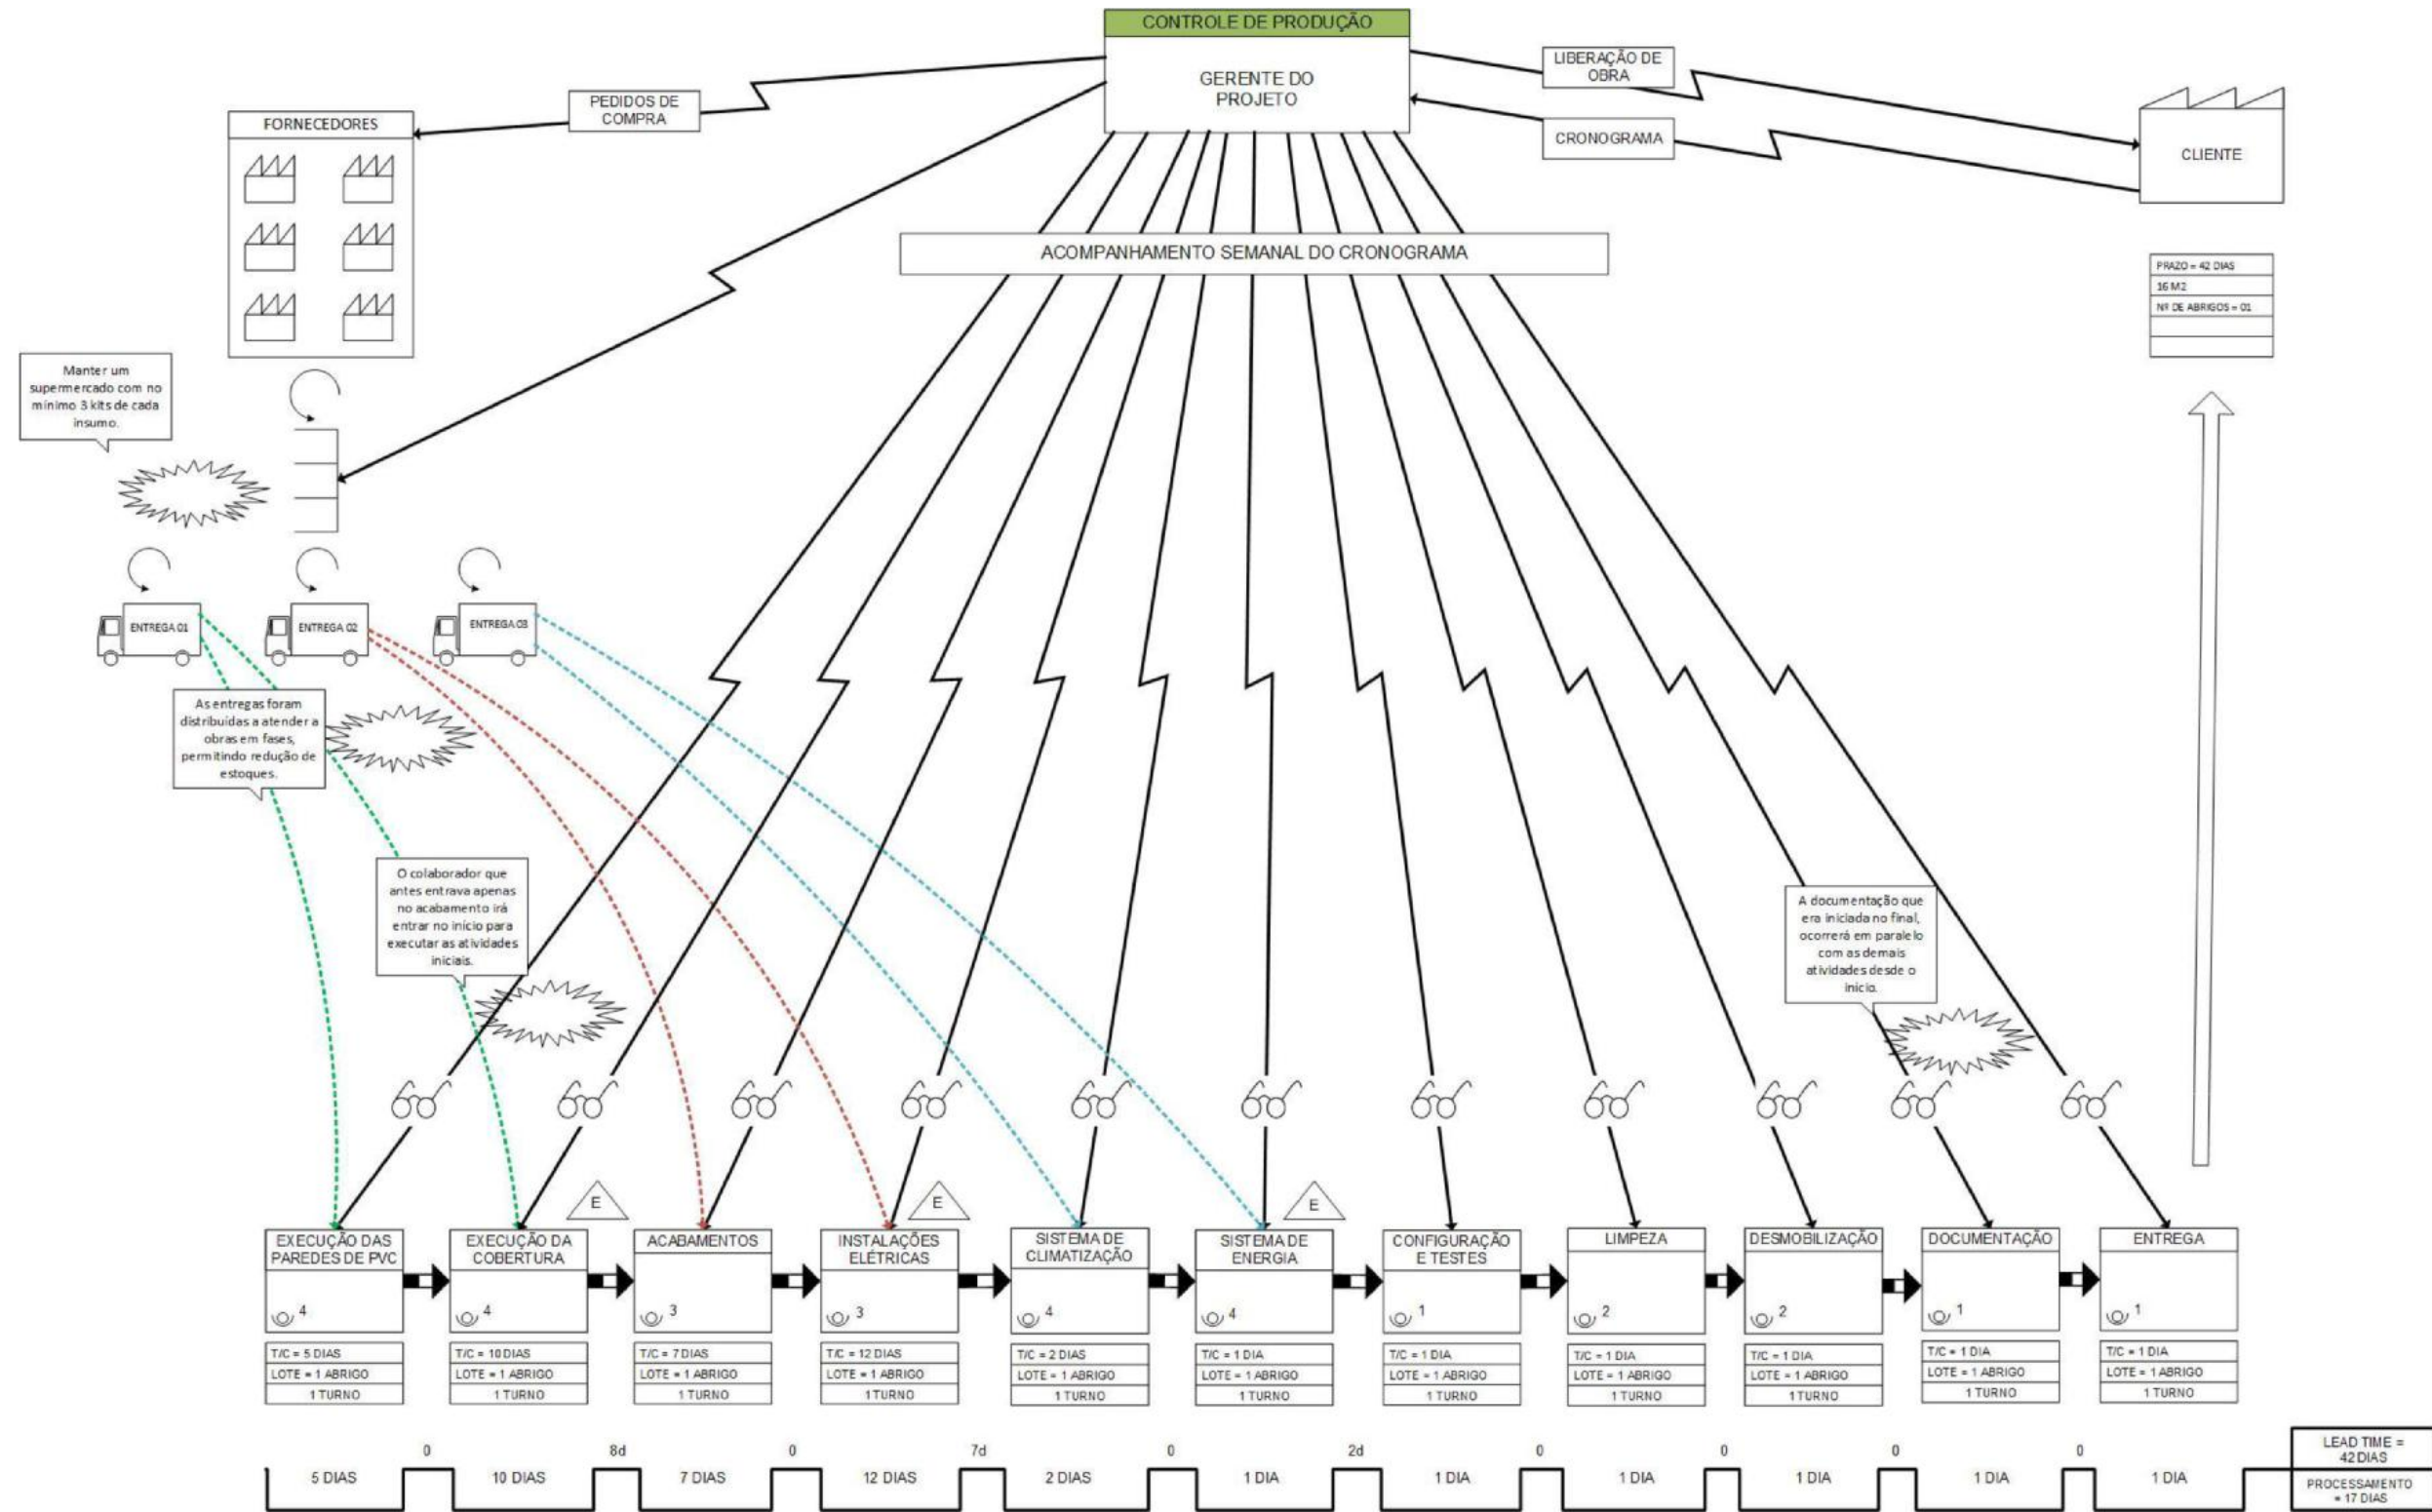 CONTROLE DE PRODUÇÃO
GERENTE DO
PROJETO
LIBERAÇÃO DE
OBRA
CRONOGRAMA
CLIENTE
PEDIDOS DE
COMPRA
FORNECEDORES
ACOMPANHAMENTO SEMANAL DO CRONOGRAMA
PRAZO = 42 DIAS
16 M2
Nº DE ABRIGOS = 01
Manter um
supermercado com no
mínimo 3 kits de cada
insumo.
ENTREGA 01
ENTREGA 02
ENTREGA 03
As entregas foram
distribuídas a atender a
obras em fases,
permitindo redução de
estoques.
O colaborador que
antes entrava apenas
no acabamento irá
entrar no início para
executar as atividades
iniciais.
A documentação que
era iniciada no final,
ocorrerá em paralelo
com as demais
atividades desde o
início.
E
E
E
EXECUÇÃO DAS
PAREDES DE PVC
4
T/C = 5 DIAS
LOTE = 1 ABRIGO
1 TURNO
EXECUÇÃO DA
COBERTURA
4
T/C = 10 DIAS
LOTE = 1 ABRIGO
1 TURNO
ACABAMENTOS
3
T/C = 7 DIAS
LOTE = 1 ABRIGO
1 TURNO
INSTALAÇÕES
ELÉTRICAS
3
T/C = 12 DIAS
LOTE = 1 ABRIGO
1 TURNO
SISTEMA DE
CLIMATIZAÇÃO
4
T/C = 2 DIAS
LOTE = 1 ABRIGO
1 TURNO
SISTEMA DE
ENERGIA
4
T/C = 1 DIA
LOTE = 1 ABRIGO
1 TURNO
CONFIGURAÇÃO
E TESTES
1
T/C = 1 DIA
LOTE = 1 ABRIGO
1 TURNO
LIMPEZA
2
T/C = 1 DIA
LOTE = 1 ABRIGO
1 TURNO
DESMOBILIZAÇÃO
2
T/C = 1 DIA
LOTE = 1 ABRIGO
1 TURNO
DOCUMENTAÇÃO
1
T/C = 1 DIA
LOTE = 1 ABRIGO
1 TURNO
ENTREGA
1
T/C = 1 DIA
LOTE = 1 ABRIGO
1 TURNO
5 DIAS
0
10 DIAS
8d
7 DIAS
0
12 DIAS
7d
2 DIAS
0
1 DIA
2d
1 DIA
0
1 DIA
0
1 DIA
0
1 DIA
0
1 DIA
LEAD TIME =
42 DIAS
PROCESSAMENTO
= 17 DIAS